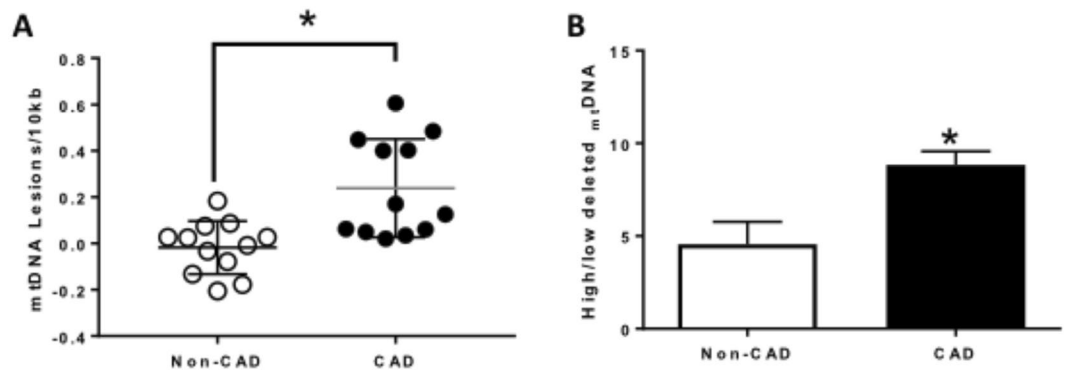 A
*
mtDNA Lesions/10kb
0.8
0.6
0.4
0.2
0.0
-0.2
-0.4
Non-CAD
CAD
B
High/low deleted mtDNA
15
10
5
0
*
Non-CAD
CAD